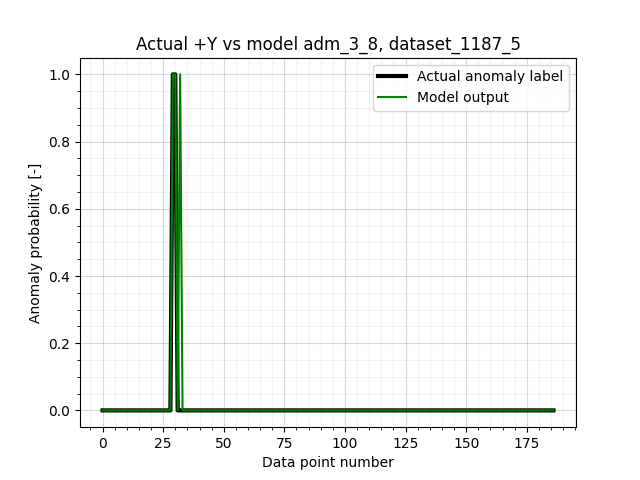 Actual +Y vs model adm_3_8, dataset_1187_5
Actual anomaly label
Model output
Anomaly probability [-]
1.0
0.8
0.6
0.4
0.2
0.0
0 25 50 75 100 125 150 175
Data point number